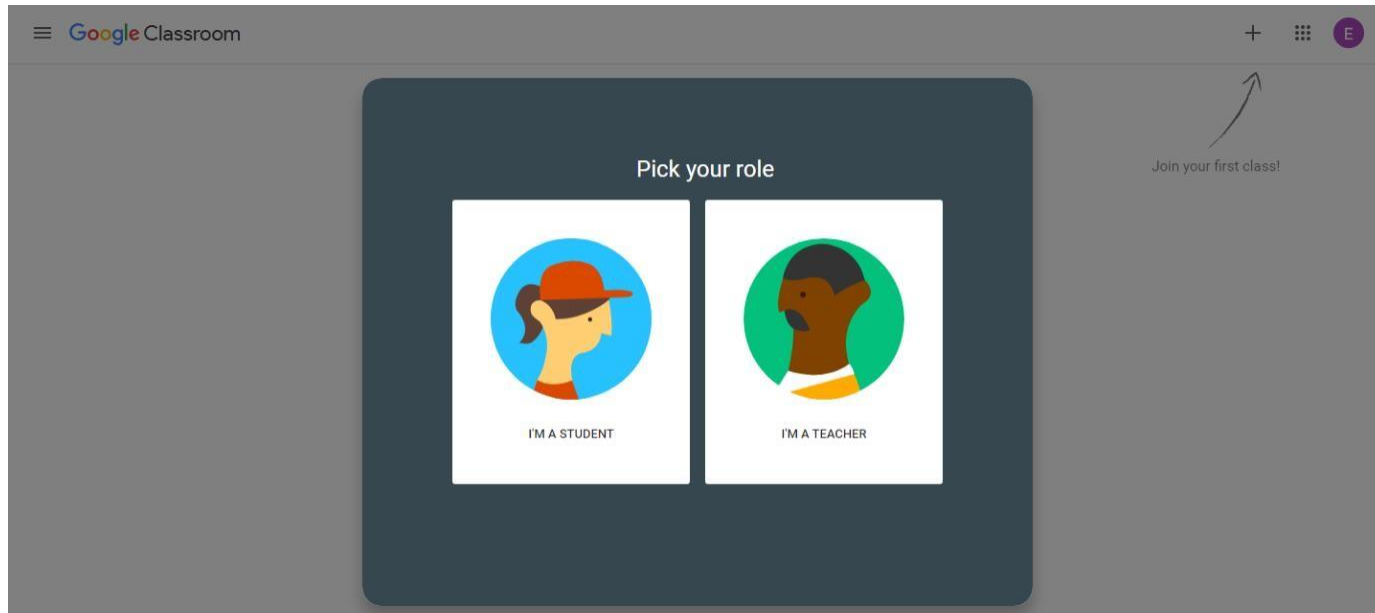 Google Classroom
E
Join your first class!
Pick your role
I'M A STUDENT
I'M A TEACHER